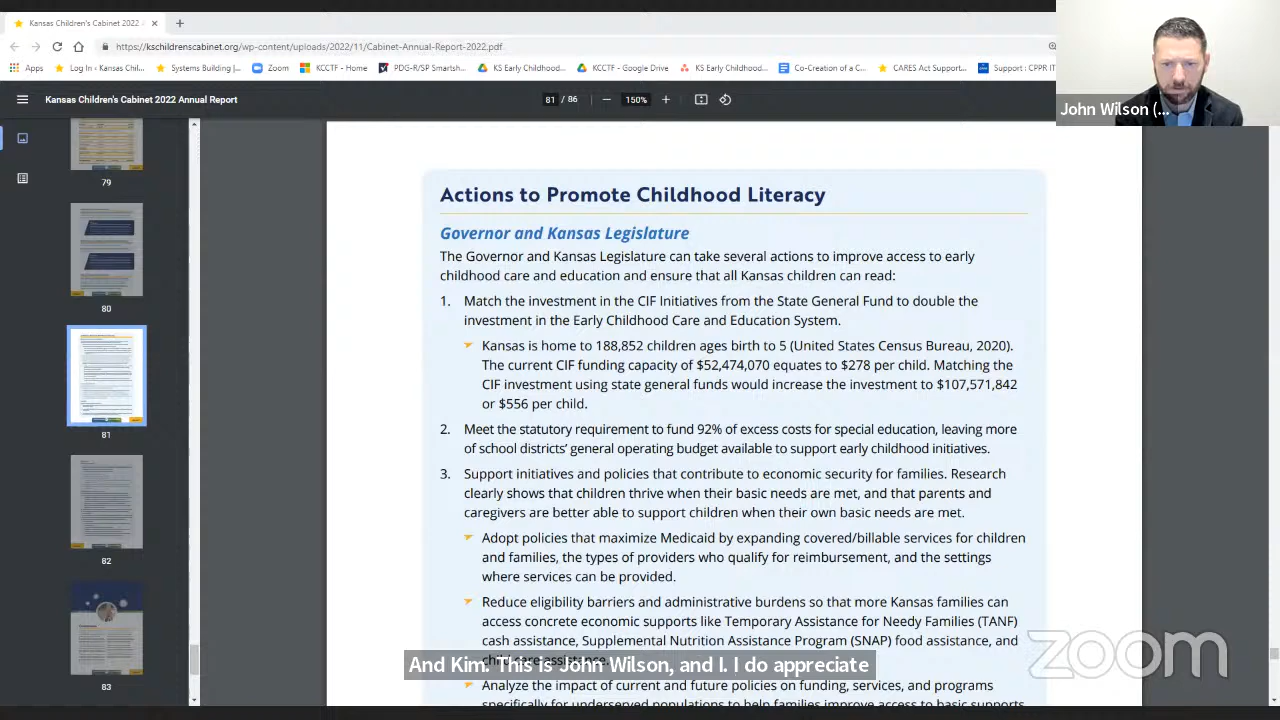 Kansas Children's Cabinet 2022
https://kschildrenscabinet.org/wp-content/uploads/2022/11/Cabinet-Annual-Report-2022.pdf
Apps
Log In ‹ Kansas Chil...
Systems Building |...
Zoom
KCCTF - Home
PDG-R/SP Smartsh...
KS Early Childhood...
KCCTF - Google Drive
KS Early Childhood...
Co-Creation of a C...
CARES Act Support...
Support : CPPR IT
Kansas Children's Cabinet 2022 Annual Report
81 / 86
150%
John Wilson (...
79
80
81
82
83
Actions to Promote Childhood Literacy
Governor and Kansas Legislature
The Governor and Kansas Legislature can take several actions to improve access to early
childhood care and education and ensure that all Kansas children can read:
1. Match the investment in the CIF Initiatives from the State General Fund to double the
investment in the Early Childhood Care and Education System.
Kansas is home to 188,852 children ages birth to 5 (United States Census Bureau, 2020).
The current CIF funding capacity of $52,474,070 equates to $278 per child. Matching the
CIF investment using state general funds would increase the investment to $107,571,842
or $556 per child.
2. Meet the statutory requirement to fund 92% of excess costs for special education, leaving more
of school districts' general operating budget available to support early childhood initiatives.
3. Support initiatives and policies that contribute to economic security for families. Research
clearly shows that children thrive when their basic needs are met, and that parents and
caregivers are better able to support children when their own basic needs are met.
Adopt policies that maximize Medicaid by expanding covered/billable services for children
and families, the types of providers who qualify for reimbursement, and the settings
where services can be provided.
Reduce eligibility barriers and administrative burdens so that more Kansas families can
access concrete economic supports like Temporary Assistance for Needy Families (TANF)
cash assistance, Supplemental Nutrition Assistance Program (SNAP) food assistance, and
And Kim. This is John Wilson, and I. I do appreciate
Analyze the impact of current and future policies on funding, services, and programs
specifically for underserved populations to help families improve access to basic supports
zoom